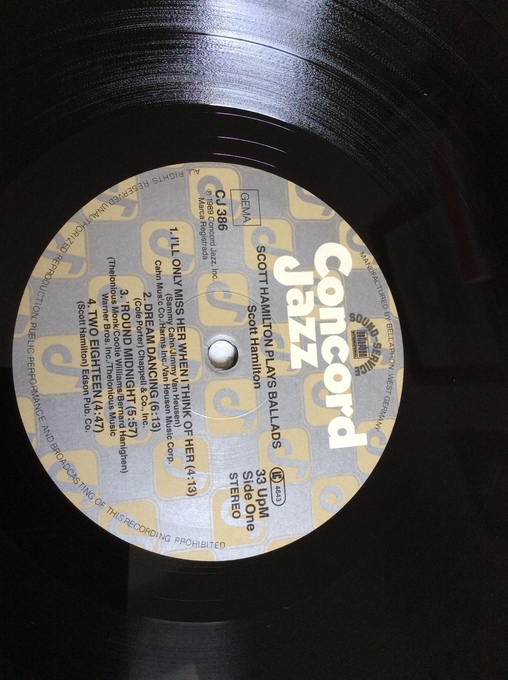 MANUFACTURED BY BELLAPHON, WEST GERMANY
SOUND-SERVICE
Concord
Jazz
SCOTT HAMILTON PLAYS BALLADS
Scott Hamilton
GEMA
CJ 386
℗ 1989 Concord Jazz, Inc.
Marca Registrada
LC 4643
33 UpM
Side One
STEREO
1. I'LL ONLY MISS HER WHEN I THINK OF HER (4:13)
(Sammy Cahn/Jimmy Van Heusen)
Cahn Music Co./Harms Inc./Van Heusen Music Corp.
2. DREAM DANCING (6:13)
(Cole Porter) Chappell & Co., Inc.
3. 'ROUND MIDNIGHT (5:57)
(Thelonious Monk/Cootie Williams/Bernard Hanighen)
Warner Bros. Inc./Thelonious Music
4. TWO EIGHTEEN (4:47)
(Scott Hamilton) Eason Pub. Co.
ALL RIGHTS RESERVED UNAUTHORIZED REPRODUCTION, PUBLIC PERFORMANCE AND BROADCASTING OF THIS RECORDING PROHIBITED